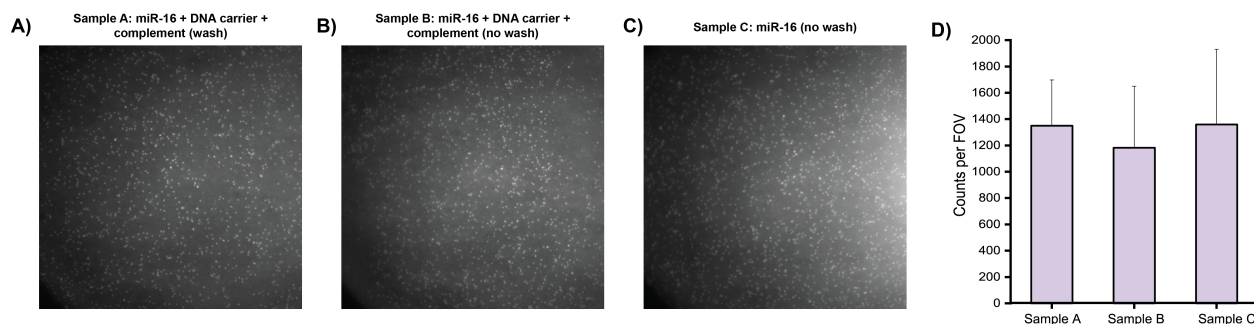 A)
Sample A: miR-16 + DNA carrier +
complement (wash)
B)
Sample B: miR-16 + DNA carrier +
complement (no wash)
C)
Sample C: miR-16 (no wash)
D)
Counts per FOV
2000
1800
1600
1400
1200
1000
800
600
400
200
0
Sample A
Sample B
Sample C